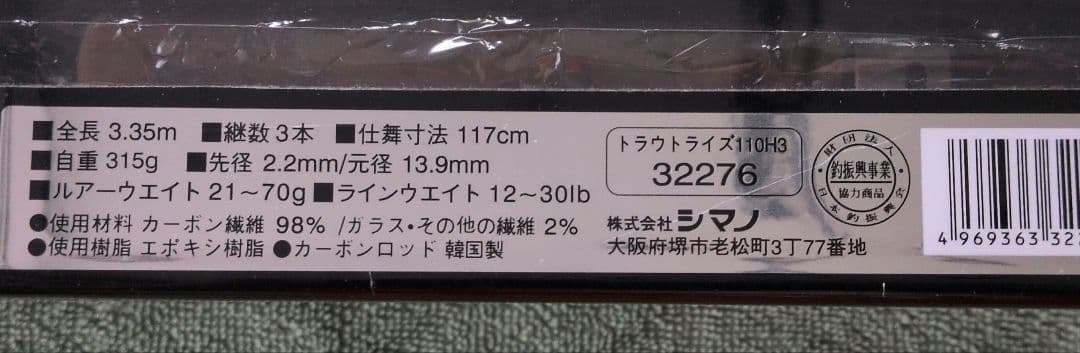 ■全長 3.35m ■継数 3本 ■仕舞寸法 117cm
■自重 315g ■先径 2.2mm/元径 13.9mm
■ルアーウエイト 21～70g ■ラインウエイト 12～30lb
●使用材料 カーボン繊維 98% /ガラス・その他の繊維 2%
●使用樹脂 エポキシ樹脂 ●カーボンロッド 韓国製
トラウトライズ110H3
32276
株式会社 シマノ
大阪府堺市老松町3丁77番地
財団法人
釣振興事業
協力商品
日本釣振興会
4 969363 32